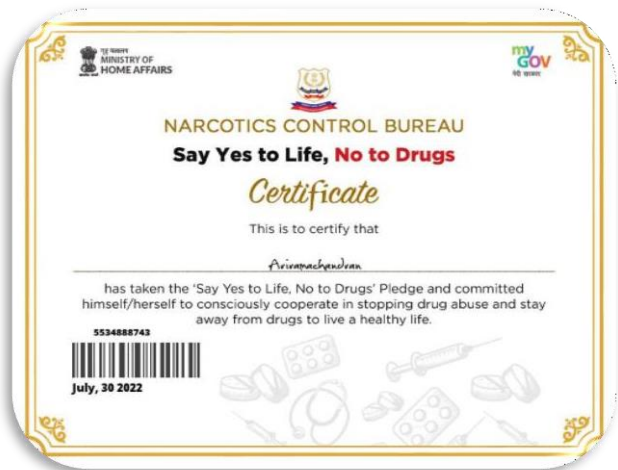 गृह मंत्रालय
MINISTRY OF
HOME AFFAIRS
my
GOV
मेरी सरकार
NARCOTICS CONTROL BUREAU
Say Yes to Life, No to Drugs
Certificate
This is to certify that
Ariramachandran
has taken the 'Say Yes to Life, No to Drugs' Pledge and committed
himself/herself to consciously cooperate in stopping drug abuse and stay
away from drugs to live a healthy life.
5534888743
July, 30 2022